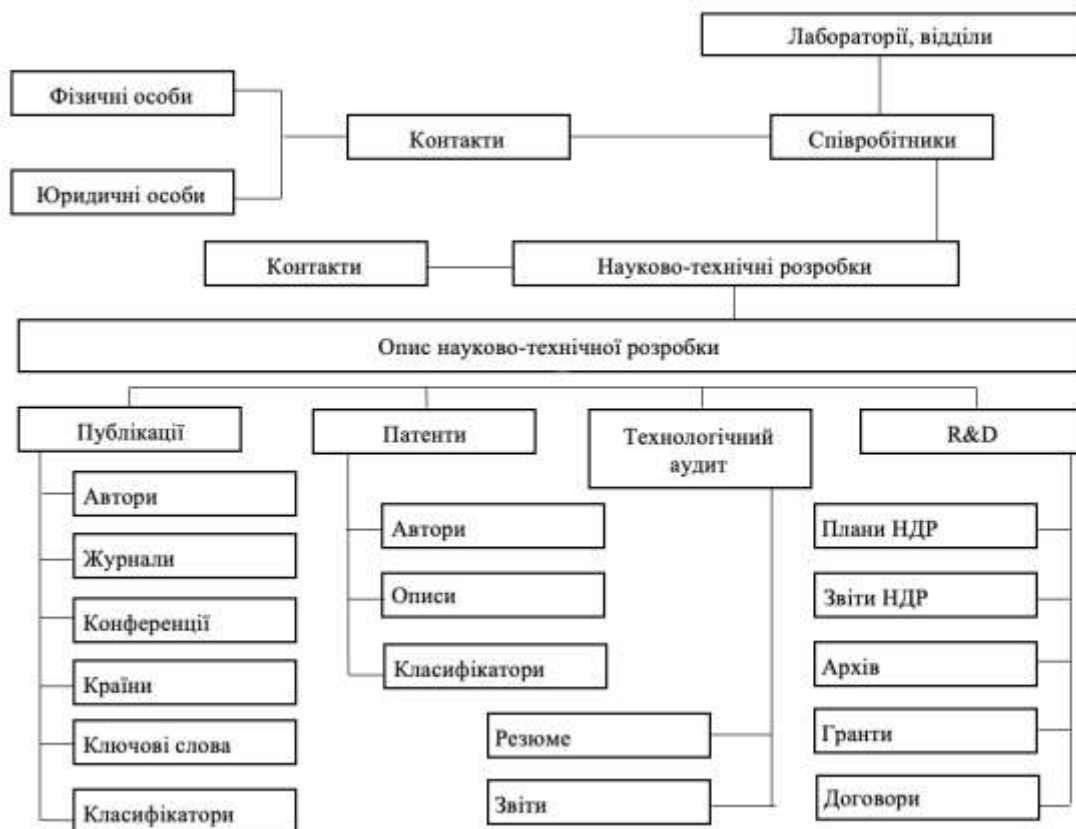 Лабораторії, відділи
Фізичні особи
Контакти
Співробітники
Юридичні особи
Контакти
Науково-технічні розробки
Опис науково-технічної розробки
Публікації
Автори
Журнали
Конференції
Країни
Ключові слова
Класифікатори
Патенти
Автори
Описи
Класифікатори
Технологічний
аудит
Резюме
Звіти
R&D
Плани НДР
Звіти НДР
Архів
Гранти
Договори